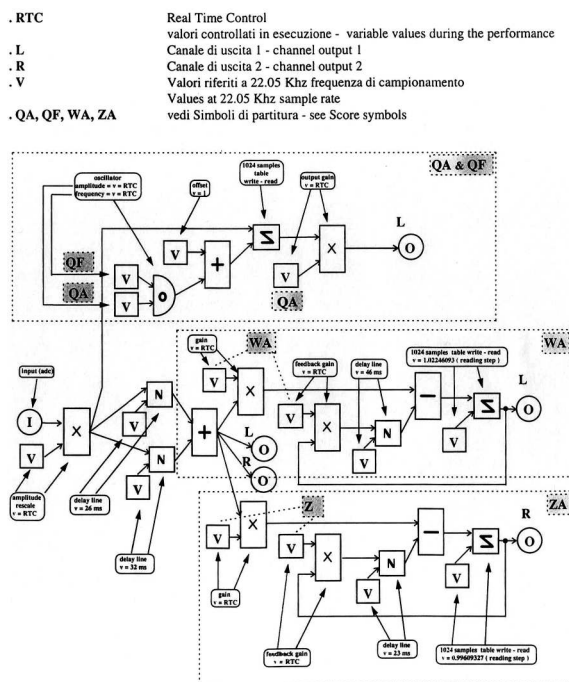 . RTC Real Time Control
valori controllati in esecuzione - variable values during the performance
. L Canale di uscita 1 - channel output 1
. R Canale di uscita 2 - channel output 2
. V Valori riferiti a 22.05 Khz frequenza di campionamento
Values at 22.05 Khz sample rate
. QA, QF, WA, ZA vedi Simboli di partitura - see Score symbols
QA & QF
oscillator
amplitude = v = RTC
frequency = v = RTC
offset
v = 1
1024 samples
table
write - read
output gain
v = RTC
L
Σ
X
O
V
+
QF
V
O
QA
V
V
QA
WA
gain
v = RTC
WA
1024 samples table write - read
v = 1.02246093 ( reading step )
feedback gain
v = RTC
delay line
v = 46 ms
L
input (adc)
V
X
N
I
X
V
+
V
X
N
−
V
Σ
O
V
N
V
L
O
R
O
V
amplitude
rescale
v = RTC
delay line
v = 26 ms
delay line
v = 32 ms
Z
ZA
R
V
X
V
X
N
−
Σ
O
V
V
gain
v = RTC
feedback gain
v = RTC
delay line
v = 23 ms
1024 samples table write - read
v = 0.99609327 ( reading step )